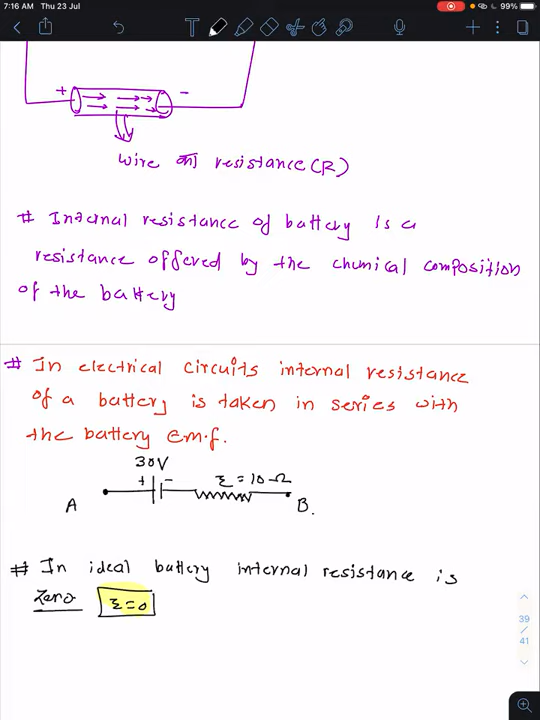 7:16 AM Thu 23 Jul
99%
+ -
Wire on resistance (R)
# Internal resistance of battery is a
resistance offered by the chemical composition
of the battery
# In electrical circuits internal resistance
of a battery is taken in series with
the battery e.m.f.
30V
+ - r = 10 Ω
A B.
# In ideal battery internal resistance is
Zero r = 0
39
/
41